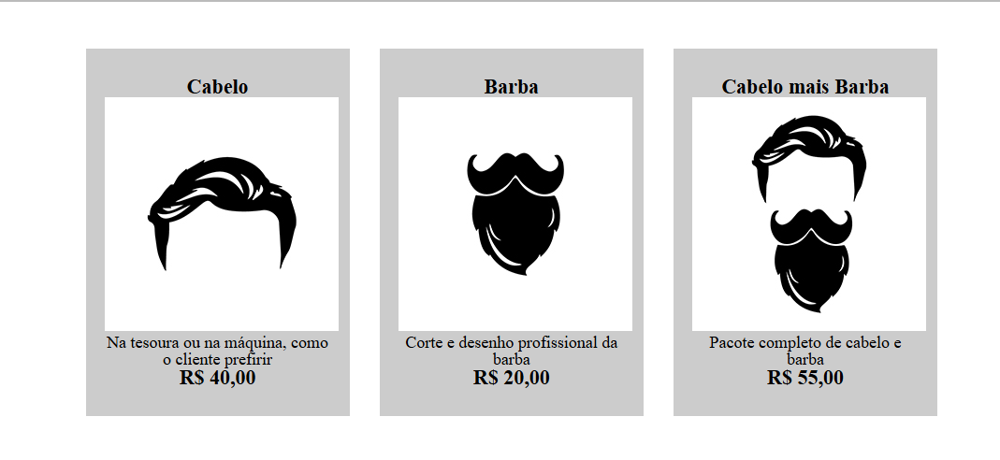 Cabelo
Na tesoura ou na máquina, como
o cliente prefirir
R$ 40,00
Barba
Corte e desenho profissional da
barba
R$ 20,00
Cabelo mais Barba
Pacote completo de cabelo e
barba
R$ 55,00